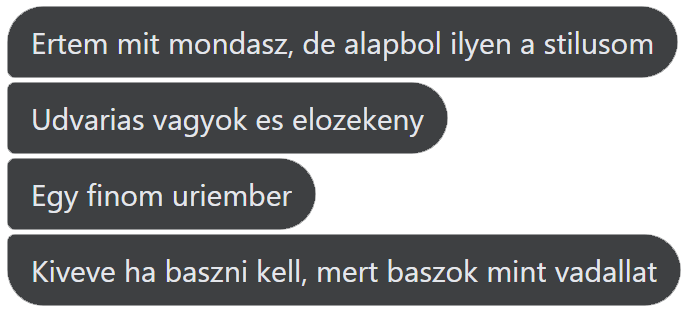 Ertem mit mondasz, de alapbol ilyen a stilusom
Udvarias vagyok es elozekeny
Egy finom uriember
Kiveve ha baszni kell, mert baszok mint vadallat